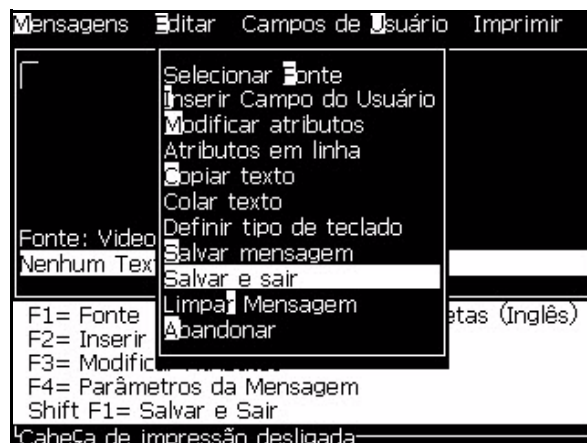 Mensagens Editar Campos de Usuário Imprimir
Selecionar Fonte
Inserir Campo do Usuário
Modificar atributos
Atributos em linha
Copiar texto
Colar texto
Definir tipo de teclado
Salvar mensagem
Salvar e sair
Limpar Mensagem
Abandonar
Fonte: Video
Nenhum Tex
F1= Fonte etas (Inglês)
F2= Inserir
F3= Modific
F4= Parâmetros da Mensagem
Shift F1= Salvar e Sair
Cabeça de impressão desligada